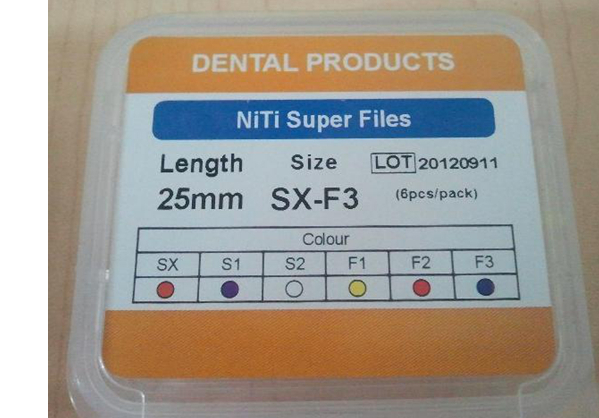 DENTAL PRODUCTS
NiTi Super Files
Length Size LOT 20120911
25mm SX-F3 (6pcs/pack)
Colour
SX S1 S2 F1 F2 F3